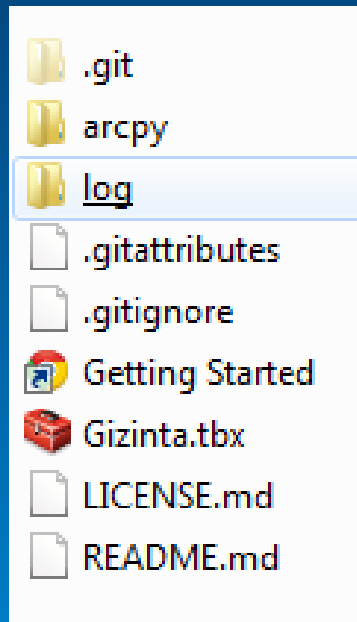 .git
arcpy
log
.gitattributes
.gitignore
Getting Started
Gizinta.tbx
LICENSE.md
README.md